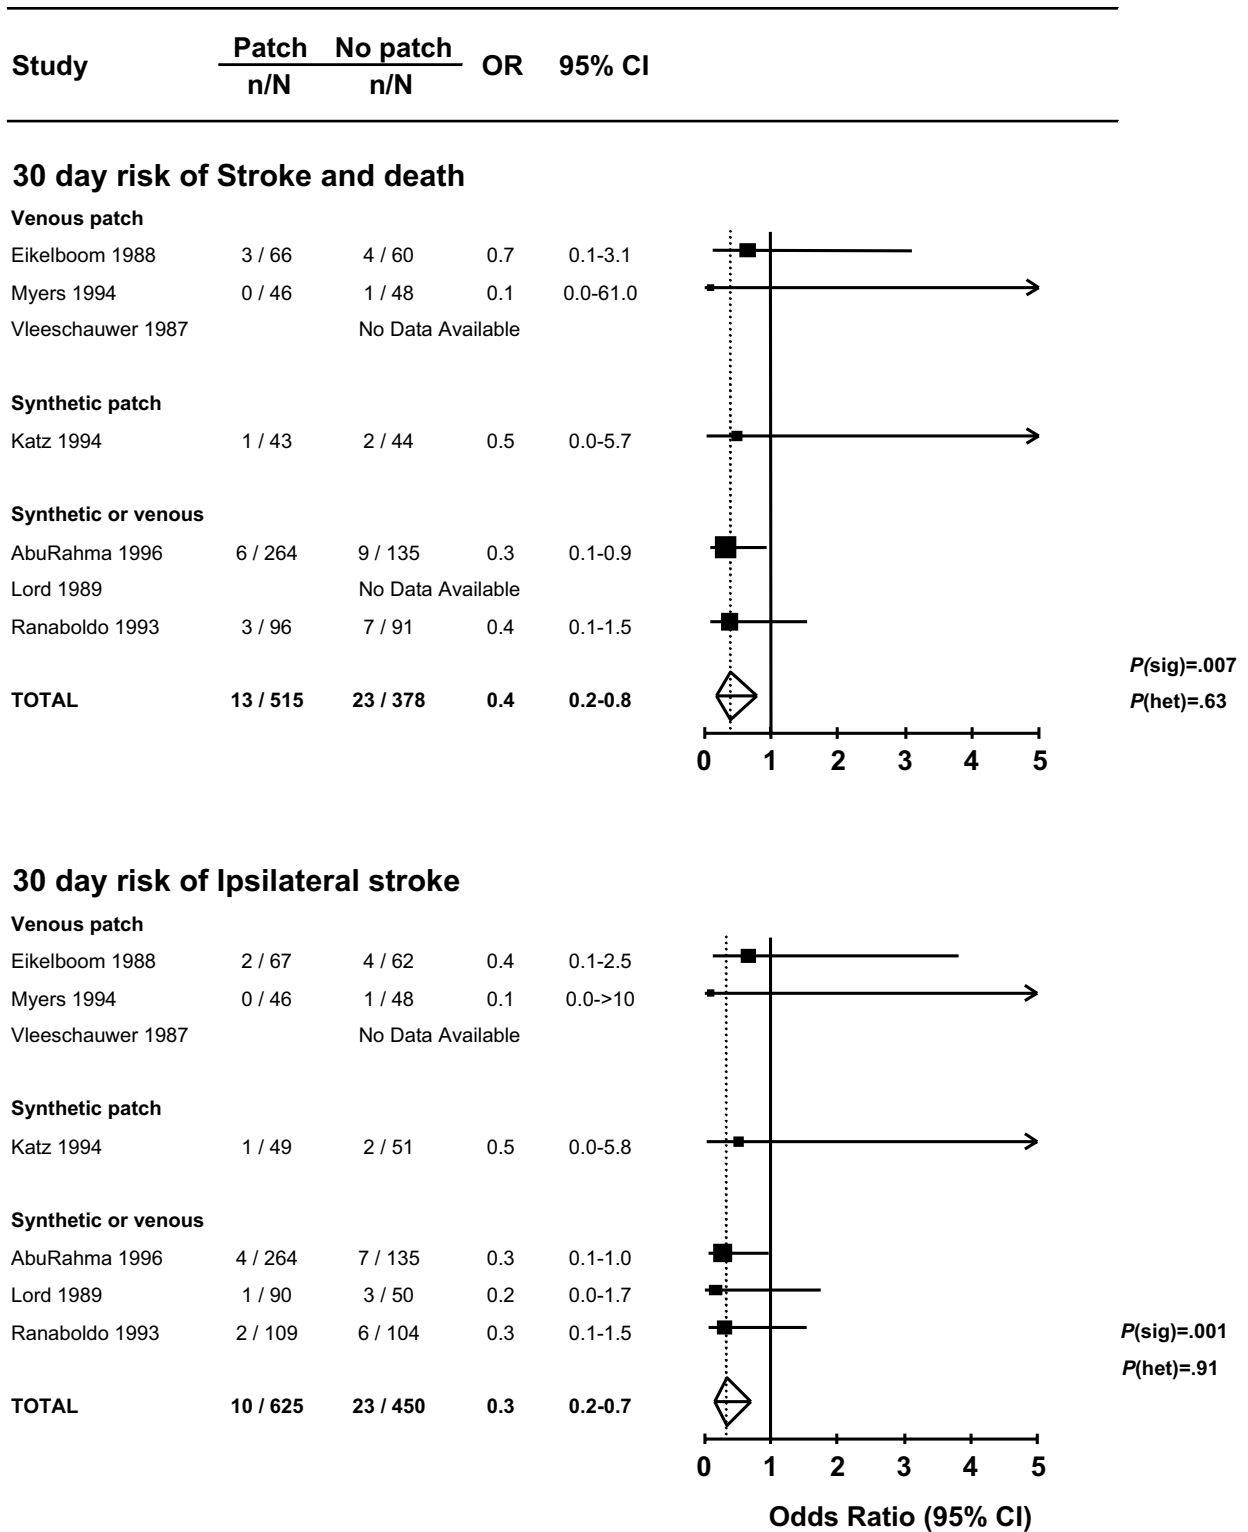 Study Patch No patch OR 95% CI
n/N n/N
30 day risk of Stroke and death
Venous patch
Eikelboom 1988 3 / 66 4 / 60 0.7 0.1-3.1
Myers 1994 0 / 46 1 / 48 0.1 0.0-61.0
Vleeschauwer 1987 No Data Available
Synthetic patch
Katz 1994 1 / 43 2 / 44 0.5 0.0-5.7
Synthetic or venous
AbuRahma 1996 6 / 264 9 / 135 0.3 0.1-0.9
Lord 1989 No Data Available
Ranaboldo 1993 3 / 96 7 / 91 0.4 0.1-1.5
P(sig)=.007
TOTAL 13 / 515 23 / 378 0.4 0.2-0.8 P(het)=.63
0 1 2 3 4 5
30 day risk of Ipsilateral stroke
Venous patch
Eikelboom 1988 2 / 67 4 / 62 0.4 0.1-2.5
Myers 1994 0 / 46 1 / 48 0.1 0.0->10
Vleeschauwer 1987 No Data Available
Synthetic patch
Katz 1994 1 / 49 2 / 51 0.5 0.0-5.8
Synthetic or venous
AbuRahma 1996 4 / 264 7 / 135 0.3 0.1-1.0
Lord 1989 1 / 90 3 / 50 0.2 0.0-1.7
Ranaboldo 1993 2 / 109 6 / 104 0.3 0.1-1.5 P(sig)=.001
P(het)=.91
TOTAL 10 / 625 23 / 450 0.3 0.2-0.7
0 1 2 3 4 5
Odds Ratio (95% CI)